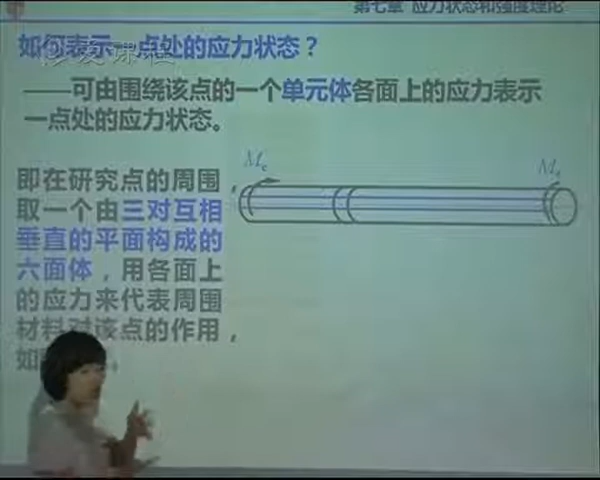 第七章 应力状态和强度理论
如何表示一点处的应力状态？
——可由围绕该点的一个单元体各面上的应力表示
一点处的应力状态。
Me
Me
即在研究点的周围，
取一个由三对互相
垂直的平面构成的
六面体，用各面上
的应力来代表周围
材料对该点的作用，
如